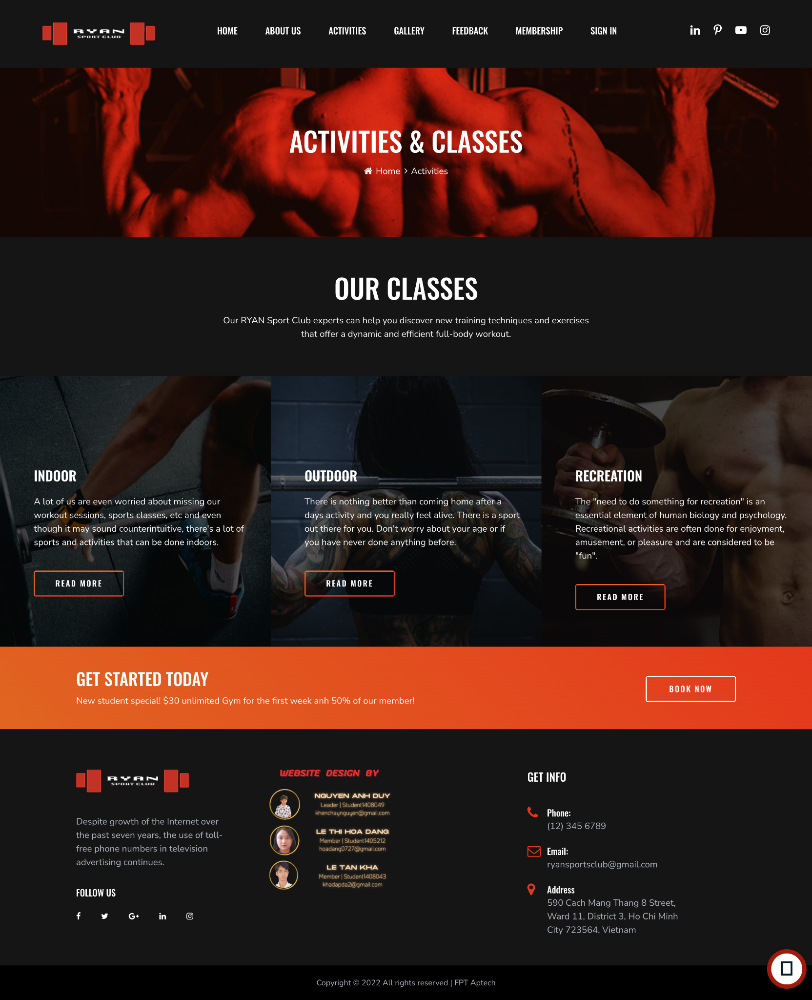 RYAN
SPORT CLUB
HOME
ABOUT US
ACTIVITIES
GALLERY
FEEDBACK
MEMBERSHIP
SIGN IN
ACTIVITIES & CLASSES
Home > Activities
OUR CLASSES
Our RYAN Sport Club experts can help you discover new training techniques and exercises
that offer a dynamic and efficient full-body workout.
INDOOR
A lot of us are even worried about missing our
workout sessions, sports classes, etc and even
though it may sound counterintuitive, there's a lot of
sports and activities that can be done indoors.
READ MORE
OUTDOOR
There is nothing better than coming home after a
days activity and you really feel alive. There is a sport
out there for you. Don't worry about your age or if
you have never done anything before.
READ MORE
RECREATION
The "need to do something for recreation" is an
essential element of human biology and psychology.
Recreational activities are often done for enjoyment,
amusement, or pleasure and are considered to be
"fun".
READ MORE
GET STARTED TODAY
New student special! $30 unlimited Gym for the first week anh 50% of our member!
BOOK NOW
RYAN
SPORT CLUB
Despite growth of the Internet over
the past seven years, the use of toll-
free phone numbers in television
advertising continues.
FOLLOW US
WEBSITE DESIGN BY
NGUYEN ANH DUY
Leader | Student1408049
khenchaynguyen@gmail.com
LE THI HOA DANG
Member | Student1405212
hoadang0727@gmail.com
LE TAN KHA
Member | Student1408043
khadapda2@gmail.com
GET INFO
Phone:
(12) 345 6789
Email:
ryansportsclub@gmail.com
Address
590 Cach Mang Thang 8 Street,
Ward 11, District 3, Ho Chi Minh
City 723564, Vietnam
Copyright © 2022 All rights reserved | FPT Aptech